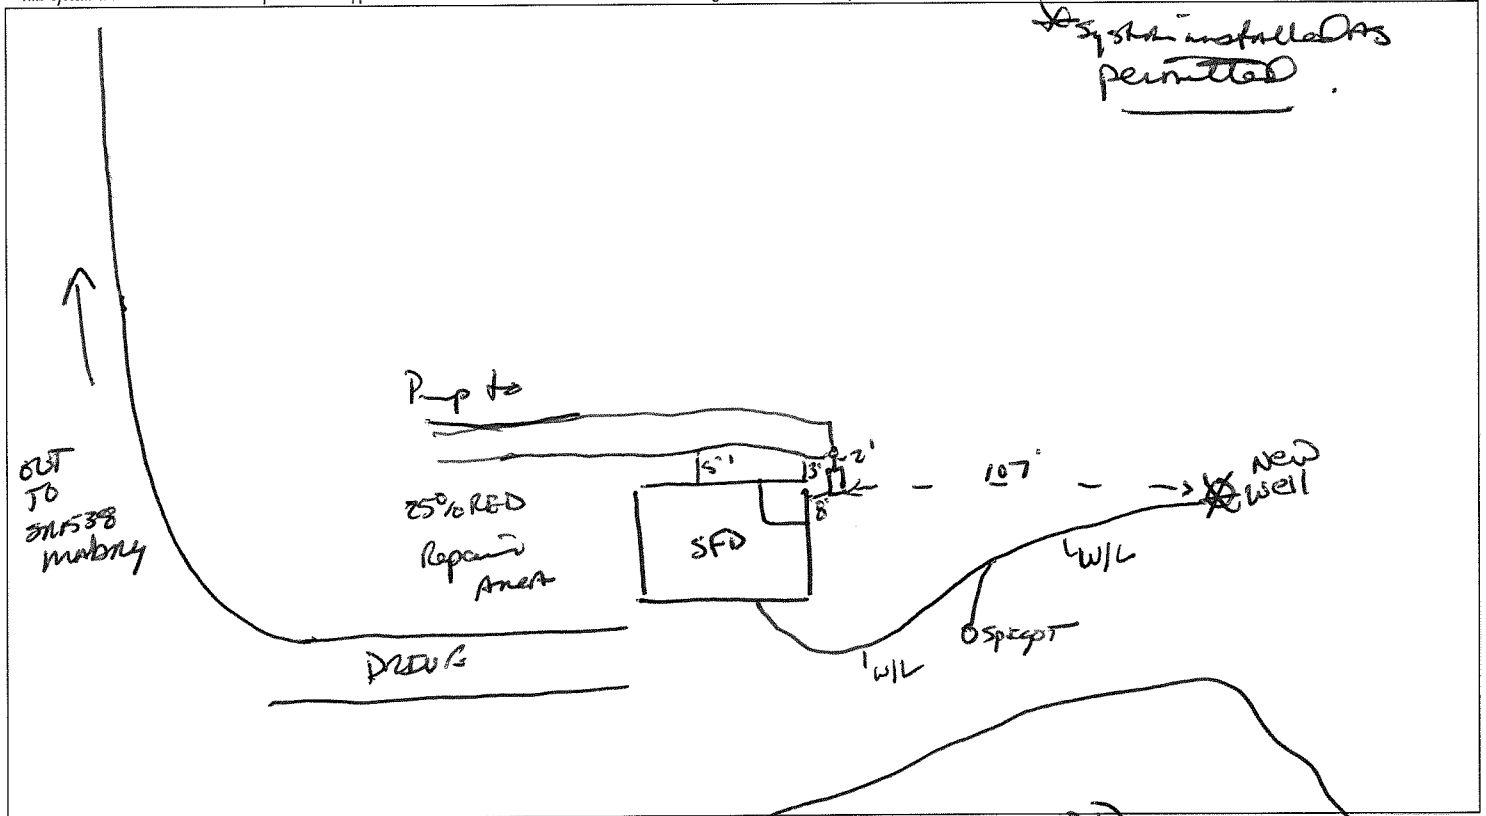 *System installed AS
permitted
Pump to
5'
3'
2'
8'
107'
New
Well
OUT
TO
SR1538
25% RED
Repair
Area
SFD
W/L
Spigot
W/L
DRIVE